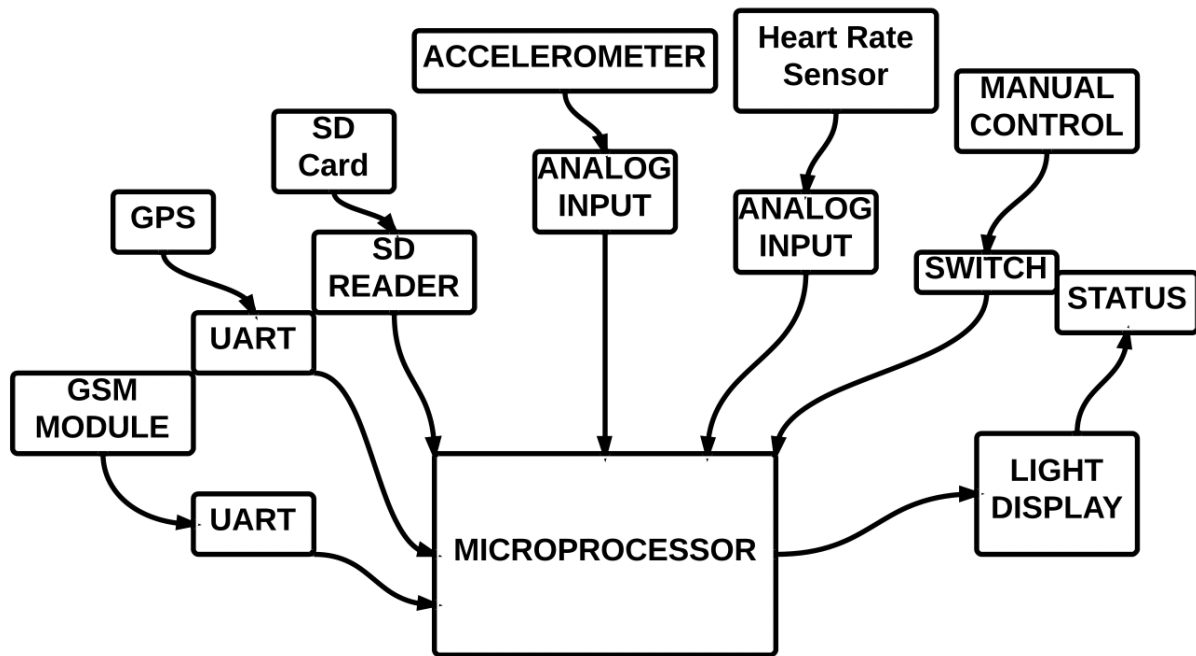 ACCELEROMETER
Heart Rate
Sensor
MANUAL
CONTROL
SD
Card
ANALOG
INPUT
GPS
ANALOG
INPUT
SD
READER
SWITCH
STATUS
UART
GSM
MODULE
LIGHT
DISPLAY
UART
MICROPROCESSOR